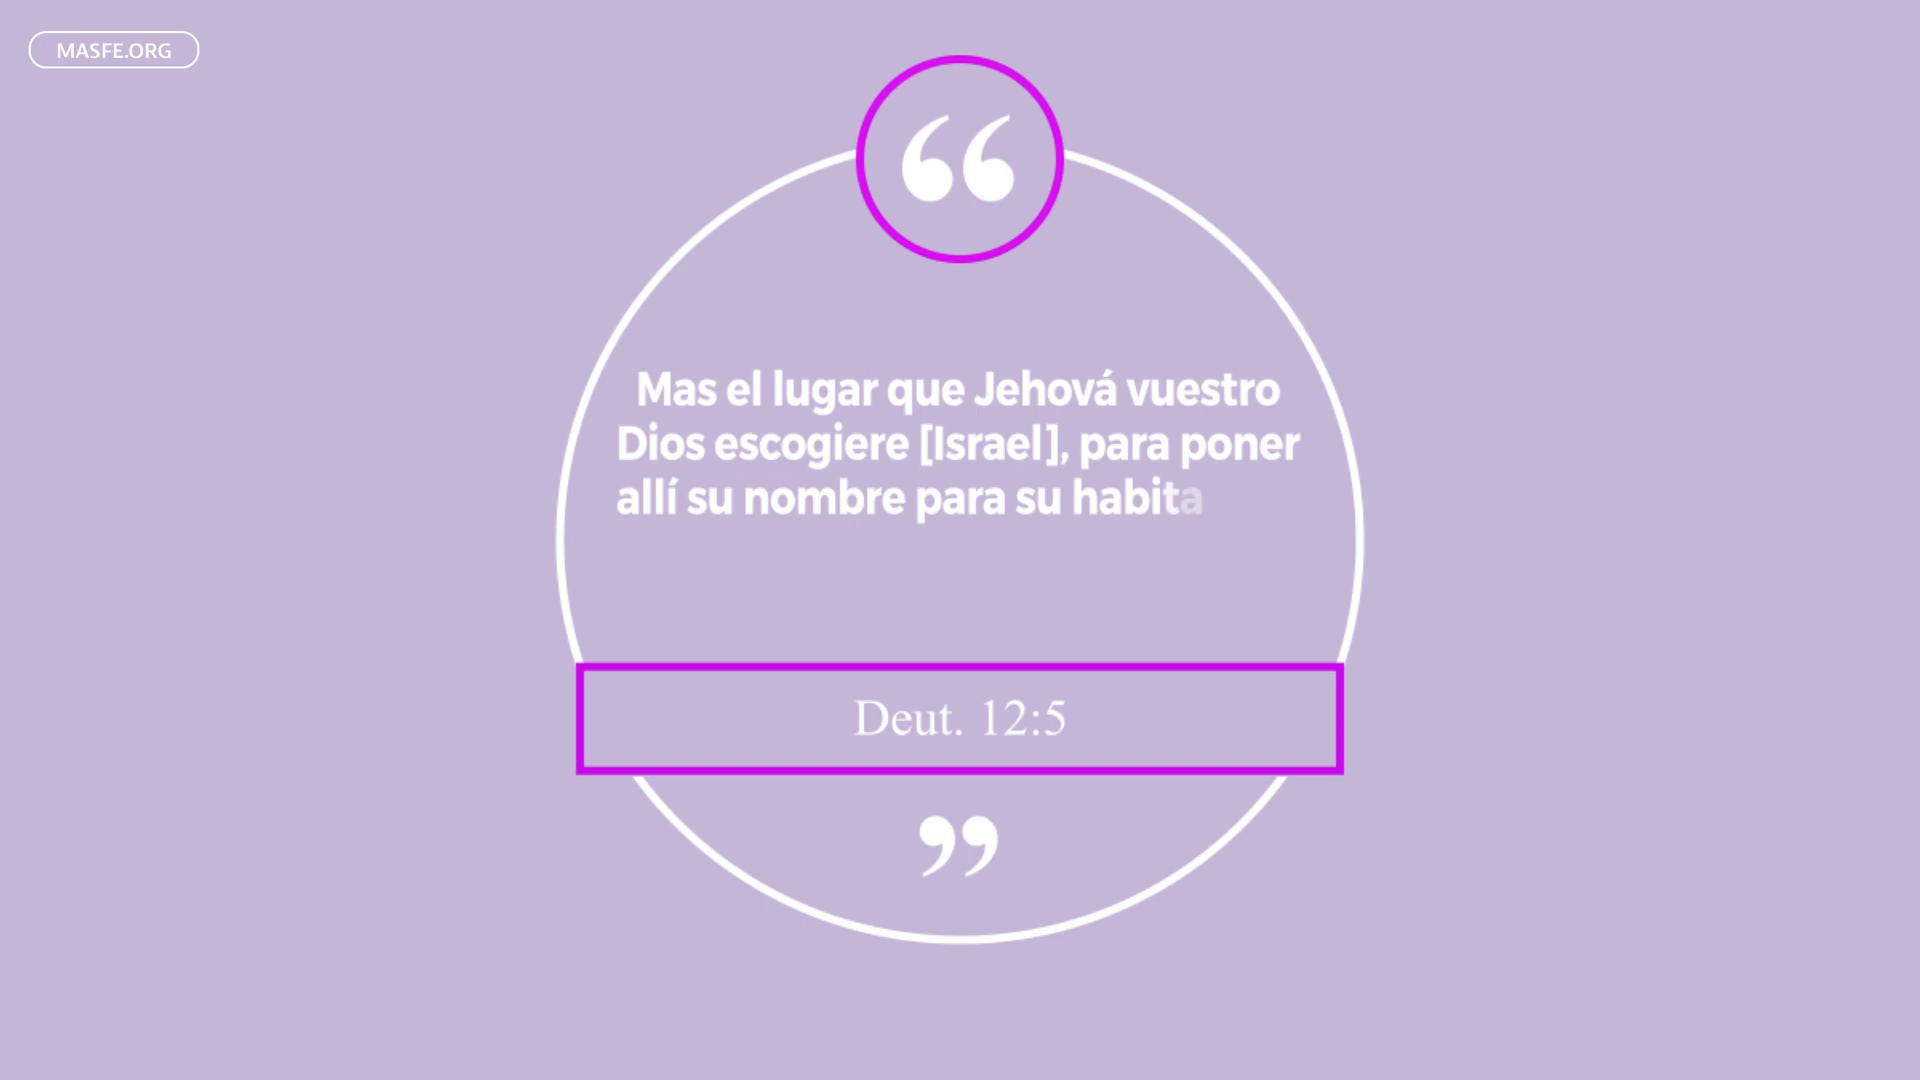 MASFE.ORG
“
Mas el lugar que Jehová vuestro
Dios escogiere [Israel], para poner
allí su nombre para su habita
Deut. 12:5
”